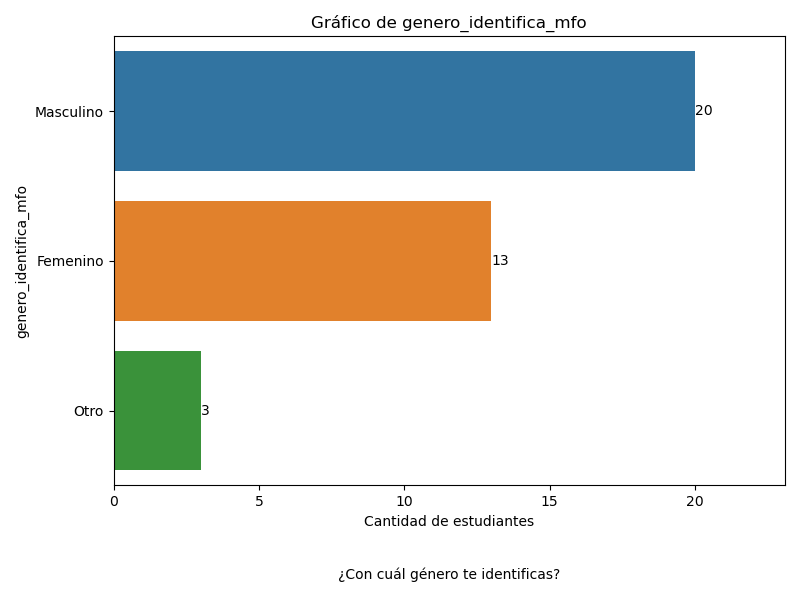 Gráfico de genero_identifica_mfo
genero_identifica_mfo
Masculino
20
Femenino
13
Otro
3
0 5 10 15 20
Cantidad de estudiantes
¿Con cuál género te identificas?